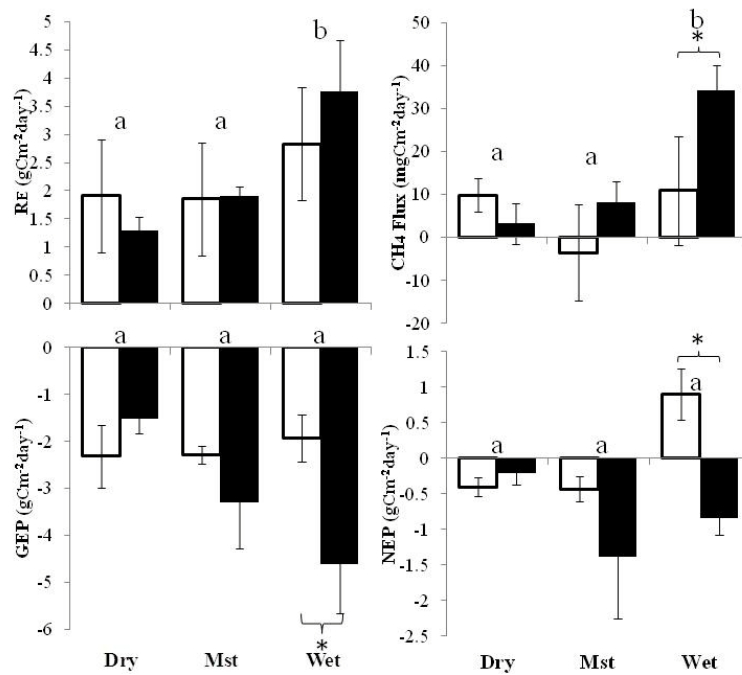 RE (gCm⁻²day⁻¹)
5
4.5
4
3.5
3
2.5
2
1.5
1
0.5
0
a
a
b
CH4 Flux (mgCm⁻²day⁻¹)
50
40
30
20
10
0
-10
-20
a
a
b
*
GEP (gCm⁻²day⁻¹)
0
-1
-2
-3
-4
-5
-6
a
a
a
*
Dry
Mst
Wet
NEP (gCm⁻²day⁻¹)
1.5
1
0.5
0
-0.5
-1
-1.5
-2
-2.5
a
a
*
a
Dry
Mst
Wet